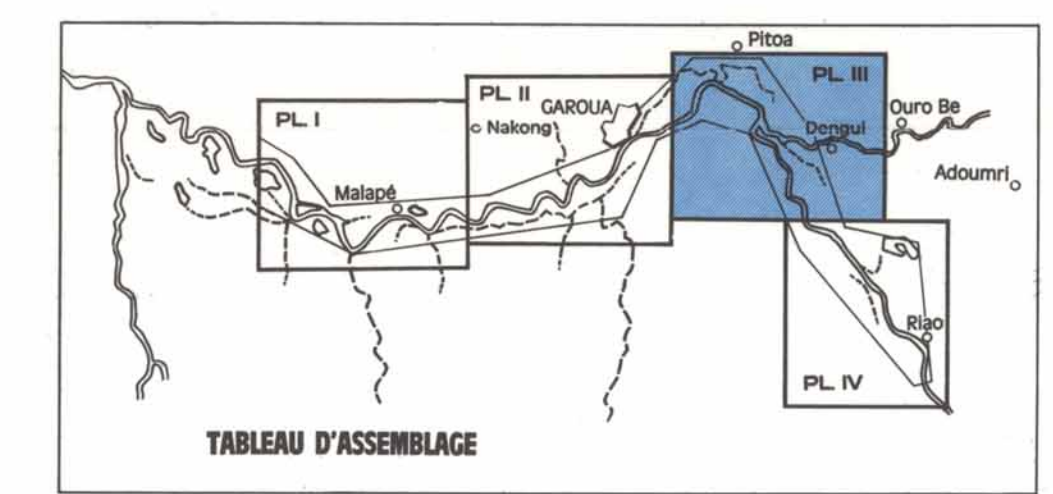 Pitoa
PL. III
PL. II
GAROUA
Ouro Be
PL. I
Nakong
Dengui
Adoumri
Malapé
Riao
PL. IV
TABLEAU D'ASSEMBLAGE